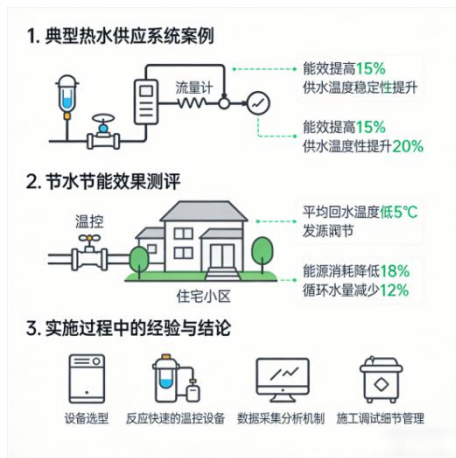 1. 典型热水供应系统案例
流量计
能效提高15%
供水温度稳定性提升
能效提高15%
供水温度性提升20%
2. 节水节能效果测评
温控
住宅小区
平均回水温度低5℃
发源阀节
能源消耗降低18%
循环水量减少12%
3. 实施过程中的经验与结论
设备选型
反应快速的温控设备
数据采集分析机制
施工调试细节管理